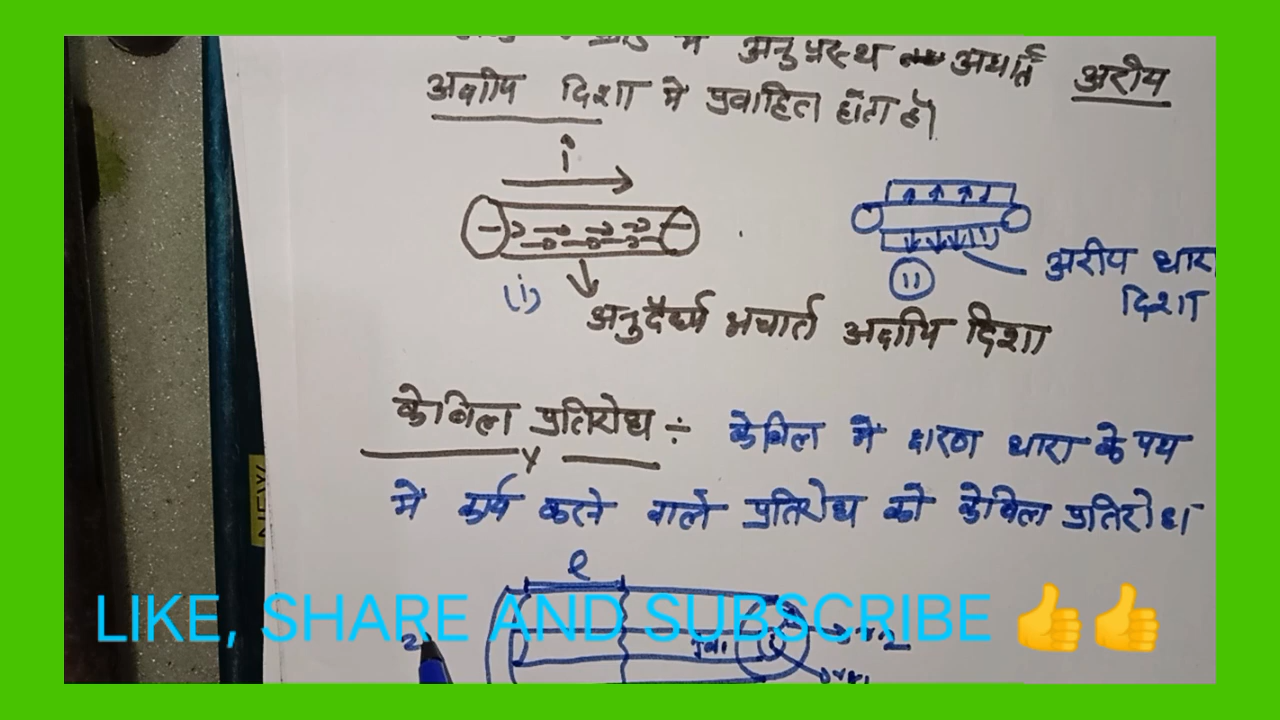 में अनुप्रस्थ अर्थात अरीय
अक्षीय दिशा में प्रवाहित होता है।
i
अरीय धारा
(i)
(ii)
दिशा
अनुदैर्घ्य अर्थात अक्षीय दिशा
केबिल प्रतिरोध ÷ केबिल में क्षरण धारा के पथ
में कार्य करने वाले प्रतिरोध को केबिल प्रतिरोध
l
NEW
LIKE, SHARE AND SUBSCRIBE 👍👍